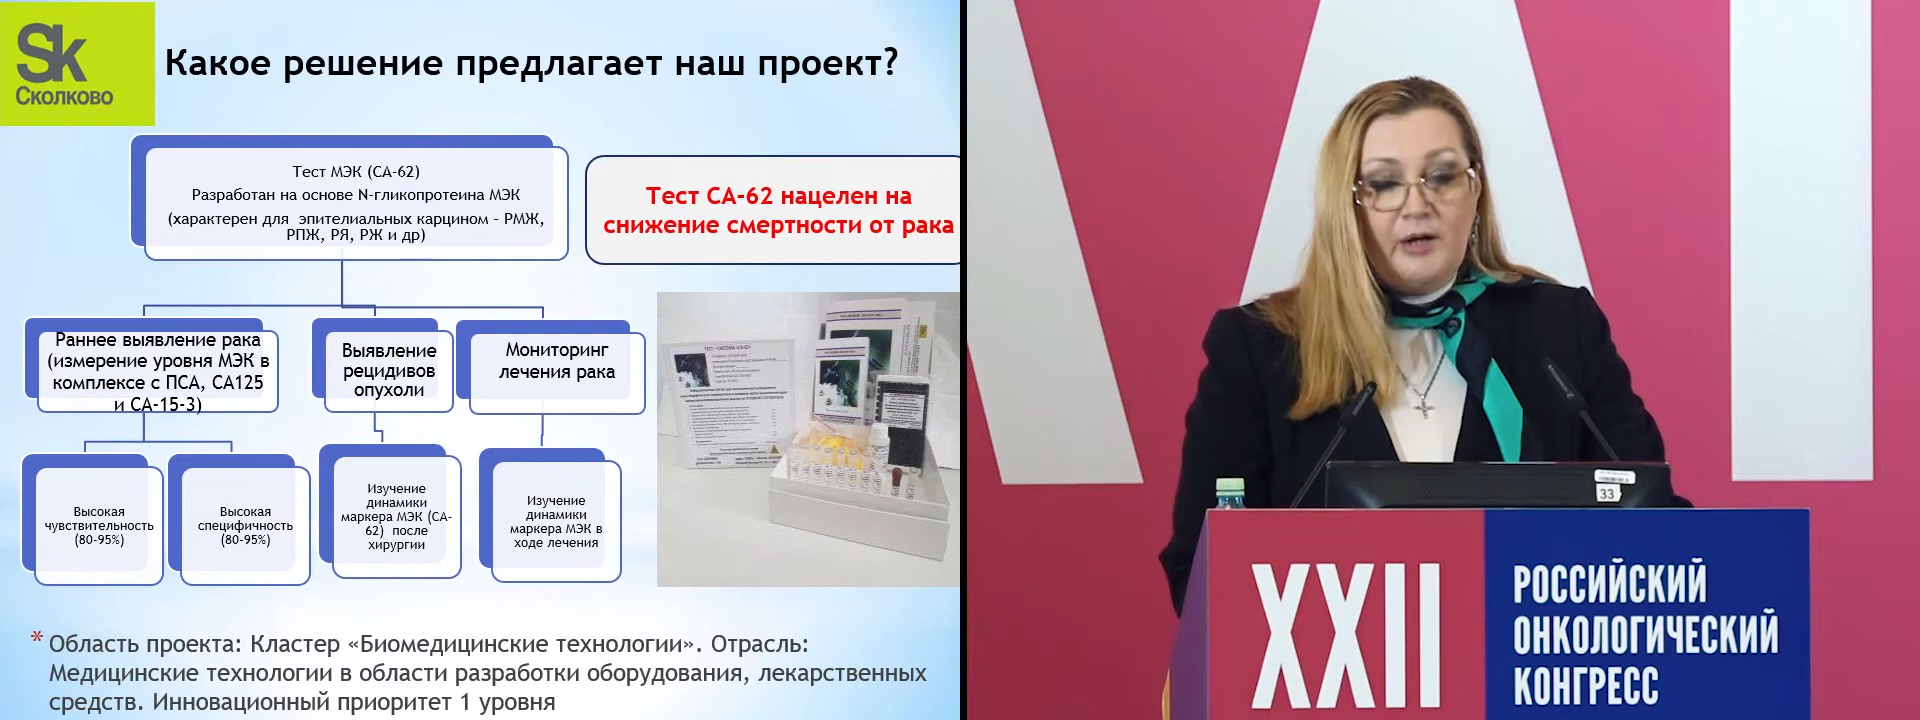 Sk
Сколково
Какое решение предлагает наш проект?
Тест МЭК (СА-62)
Разработан на основе N-гликопротеина МЭК
(характерен для эпителиальных карцином – РМЖ,
РПЖ, РЯ, РЖ и др)
Тест СА-62 нацелен на
снижение смертности от рака
Раннее выявление рака
(измерение уровня МЭК в
комплексе с ПСА, СА125
и СА-15-3)
Выявление
рецидивов
опухоли
Мониторинг
лечения рака
Высокая
чувствительность
(80-95%)
Высокая
специфичность
(80-95%)
Изучение
динамики
маркера МЭК (СА-
62) после
хирургии
Изучение
динамики
маркера МЭК в
ходе лечения
* Область проекта: Кластер «Биомедицинские технологии». Отрасль:
Медицинские технологии в области разработки оборудования, лекарственных
средств. Инновационный приоритет 1 уровня
33
XXII
РОССИЙСКИЙ
ОНКОЛОГИЧЕСКИЙ
КОНГРЕСС